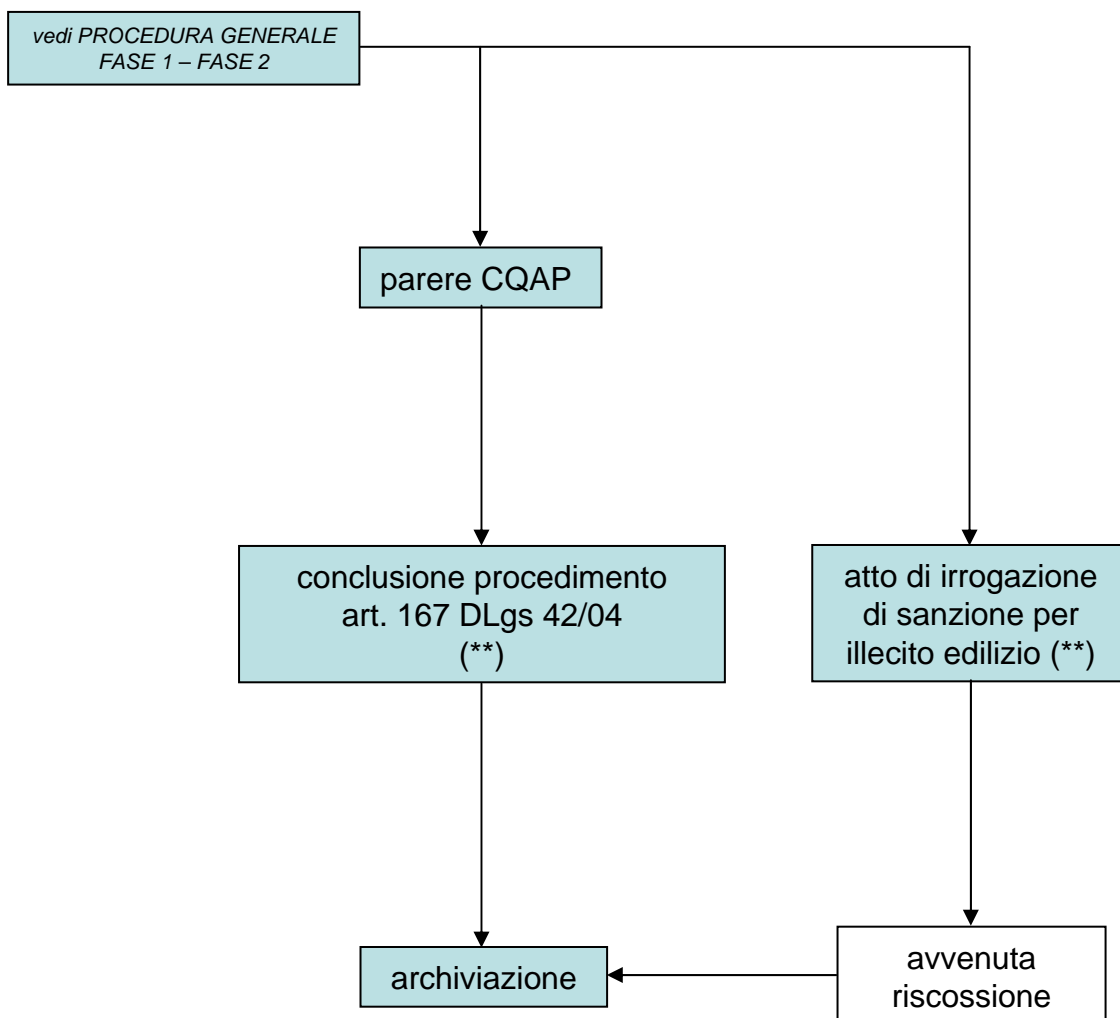 vedi PROCEDURA GENERALE
FASE 1 – FASE 2
parere CQAP
conclusione procedimento
art. 167 DLgs 42/04
(**)
atto di irrogazione
di sanzione per
illecito edilizio (**)
archiviazione
avvenuta
riscossione